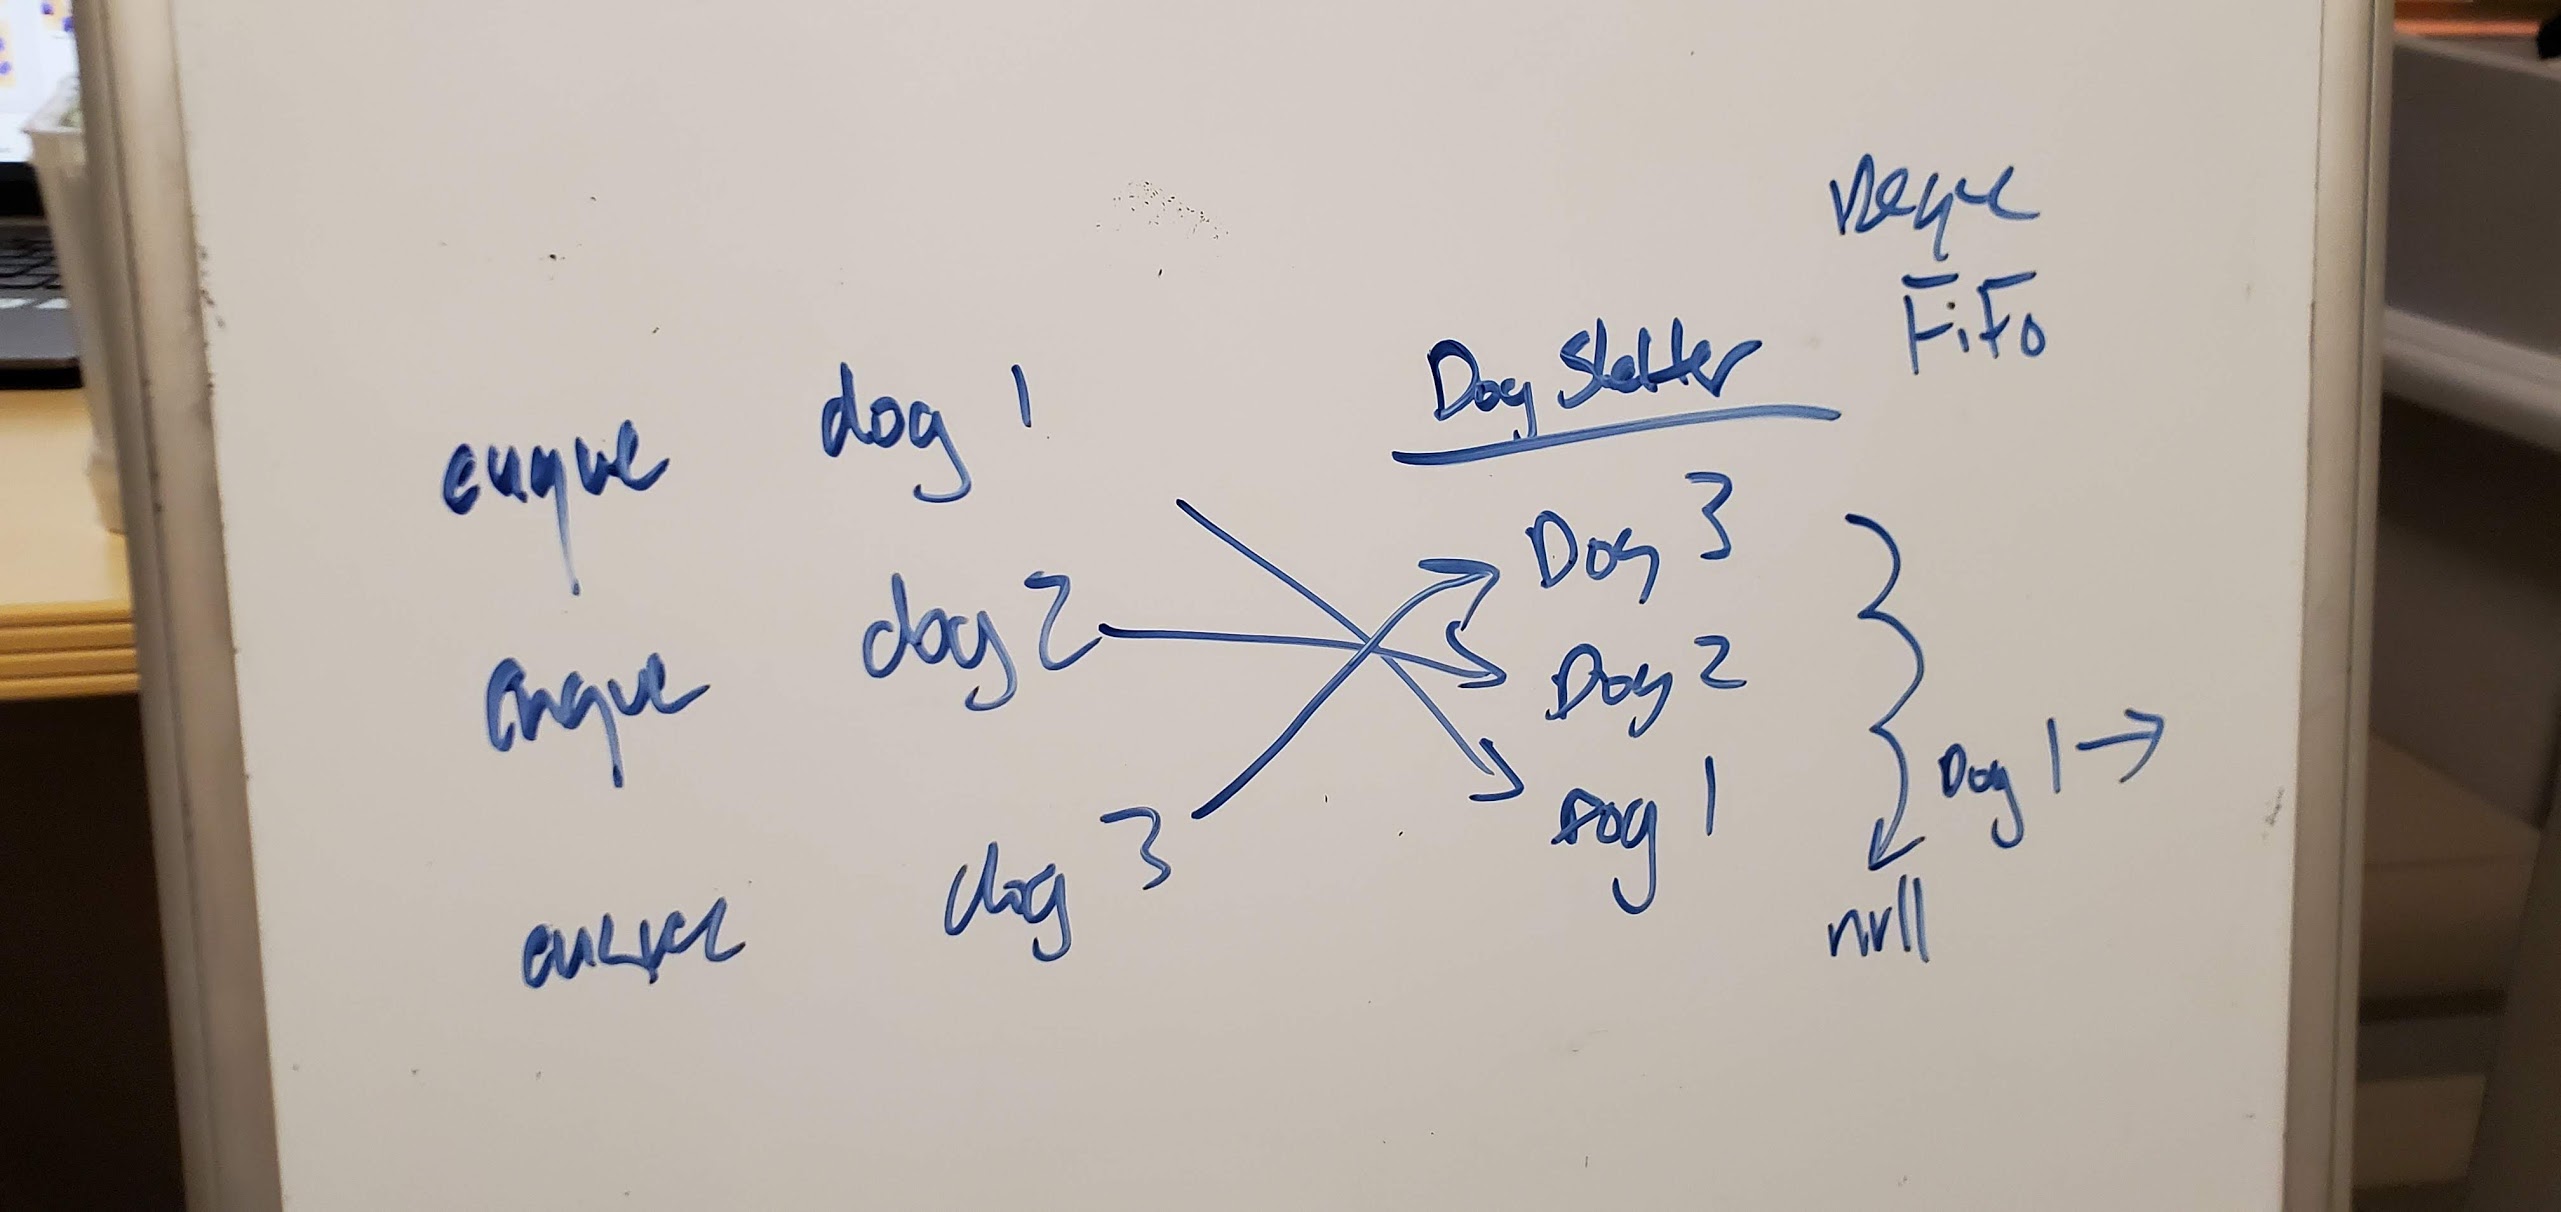 enque dog 1
enque dog 2
enque dog 3
Deque
FiFo
Dog Shelter
Dog 3
Dog 2
Dog 1
Dog 1
null